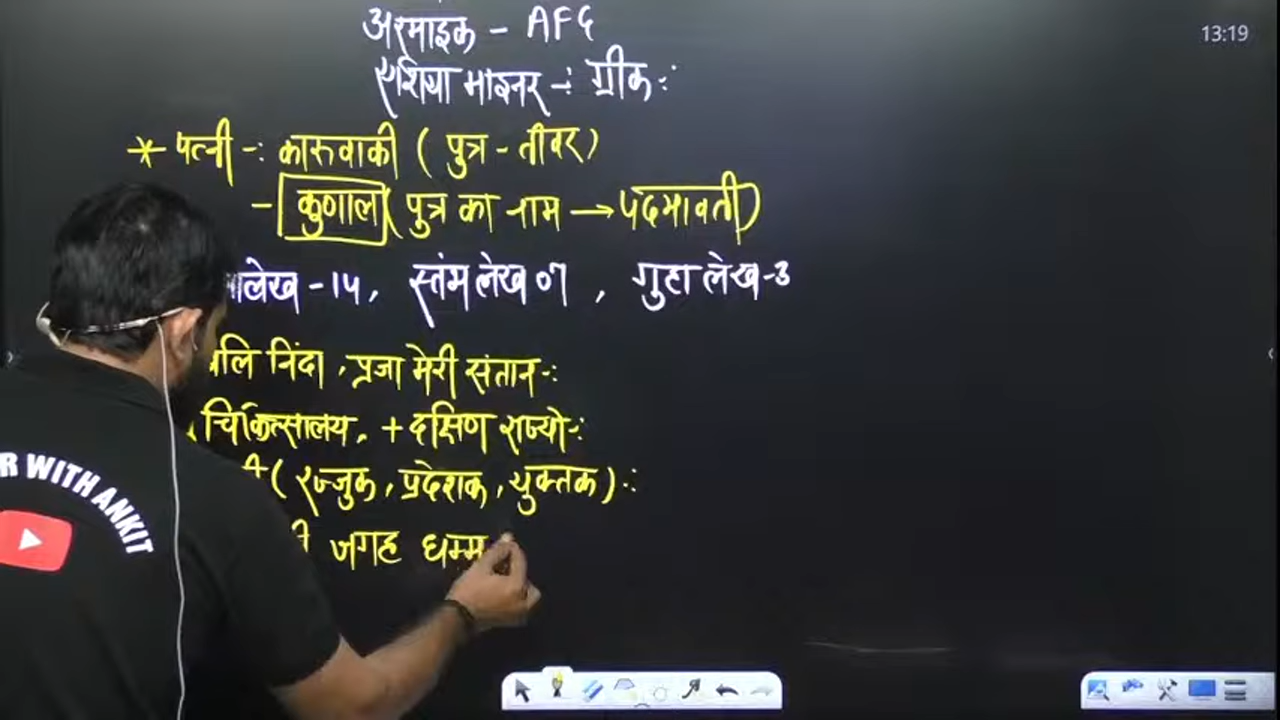 अरमाइक - AFG
13:19
एशिया माइनर -: ग्रीक :
* पत्नी -: कारुवाकी ( पुत्र - तीवर )
- कुणाल ( पुत्र का नाम → पदमावती )
लेख - 14, स्तंभ लेख 07 , गुहा लेख - 3
बलि निंदा , प्रजा मेरी संतान -:
चिकित्सालय, + दक्षिण राज्यो -:
( रज्जुक, प्रदेशक, युक्तक ) :
जगह धम्म
R WITH ANKIT